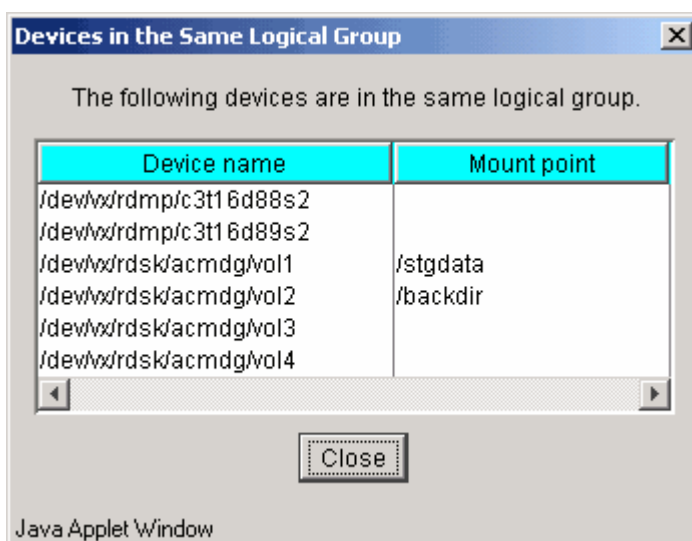 Devices in the Same Logical Group
The following devices are in the same logical group.
Device name Mount point
/dev/vx/rdmp/c3t16d88s2
/dev/vx/rdmp/c3t16d89s2
/dev/vx/rdsk/acmdg/vol1 /stgdata
/dev/vx/rdsk/acmdg/vol2 /backdir
/dev/vx/rdsk/acmdg/vol3
/dev/vx/rdsk/acmdg/vol4
Close
Java Applet Window